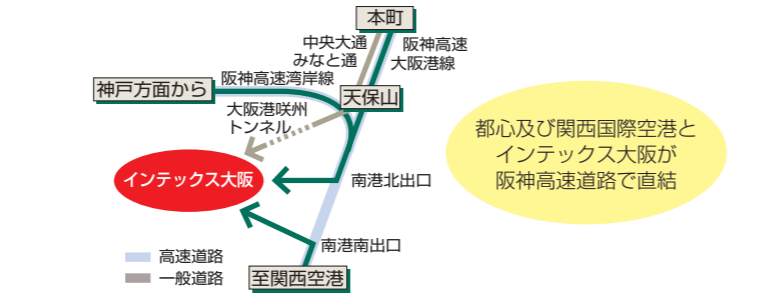 本町
中央大通
みなと通
阪神高速
大阪港線
阪神高速湾岸線
神戸方面から
天保山
大阪港咲州
トンネル
都心及び関西国際空港と
インテックス大阪が
阪神高速道路で直結
インテックス大阪
南港北出口
南港南出口
高速道路
一般道路
至関西空港